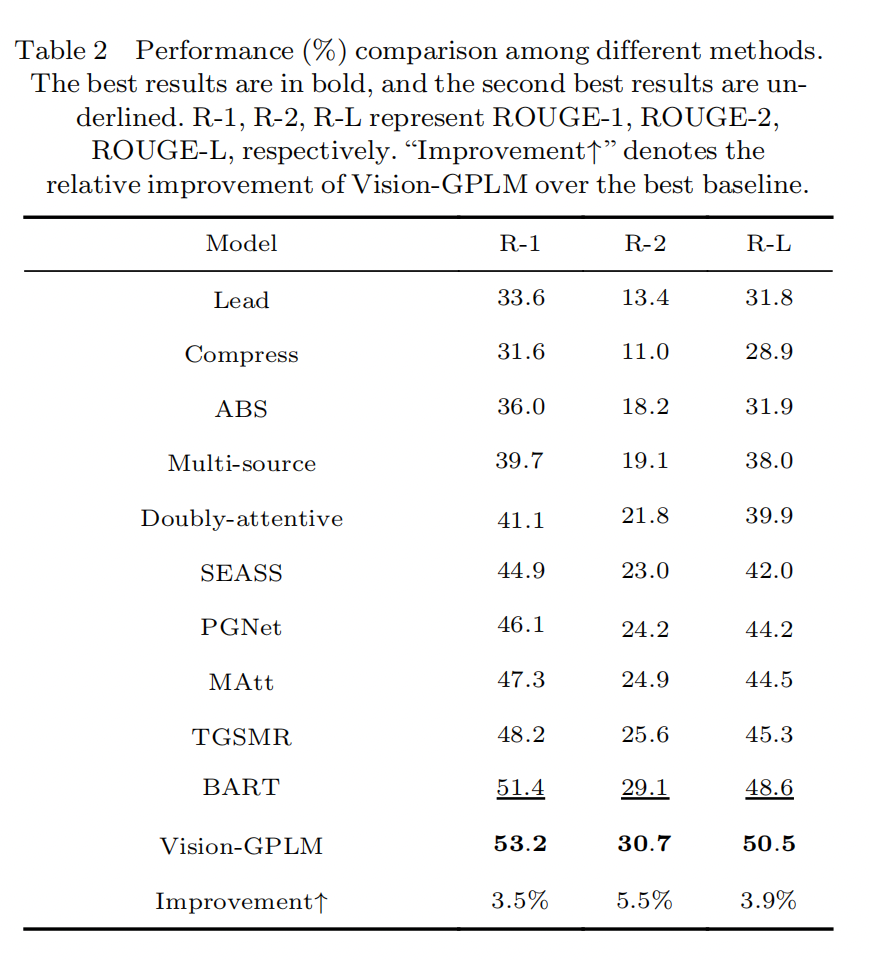 Table 2 Performance (%) comparison among different methods.
The best results are in bold, and the second best results are un-
derlined. R-1, R-2, R-L represent ROUGE-1, ROUGE-2,
ROUGE-L, respectively. “Improvement↑” denotes the
relative improvement of Vision-GPLM over the best baseline.
Model R-1 R-2 R-L
Lead 33.6 13.4 31.8
Compress 31.6 11.0 28.9
ABS 36.0 18.2 31.9
Multi-source 39.7 19.1 38.0
Doubly-attentive 41.1 21.8 39.9
SEASS 44.9 23.0 42.0
PGNet 46.1 24.2 44.2
MAtt 47.3 24.9 44.5
TGSMR 48.2 25.6 45.3
BART 51.4 29.1 48.6
Vision-GPLM 53.2 30.7 50.5
Improvement↑ 3.5% 5.5% 3.9%